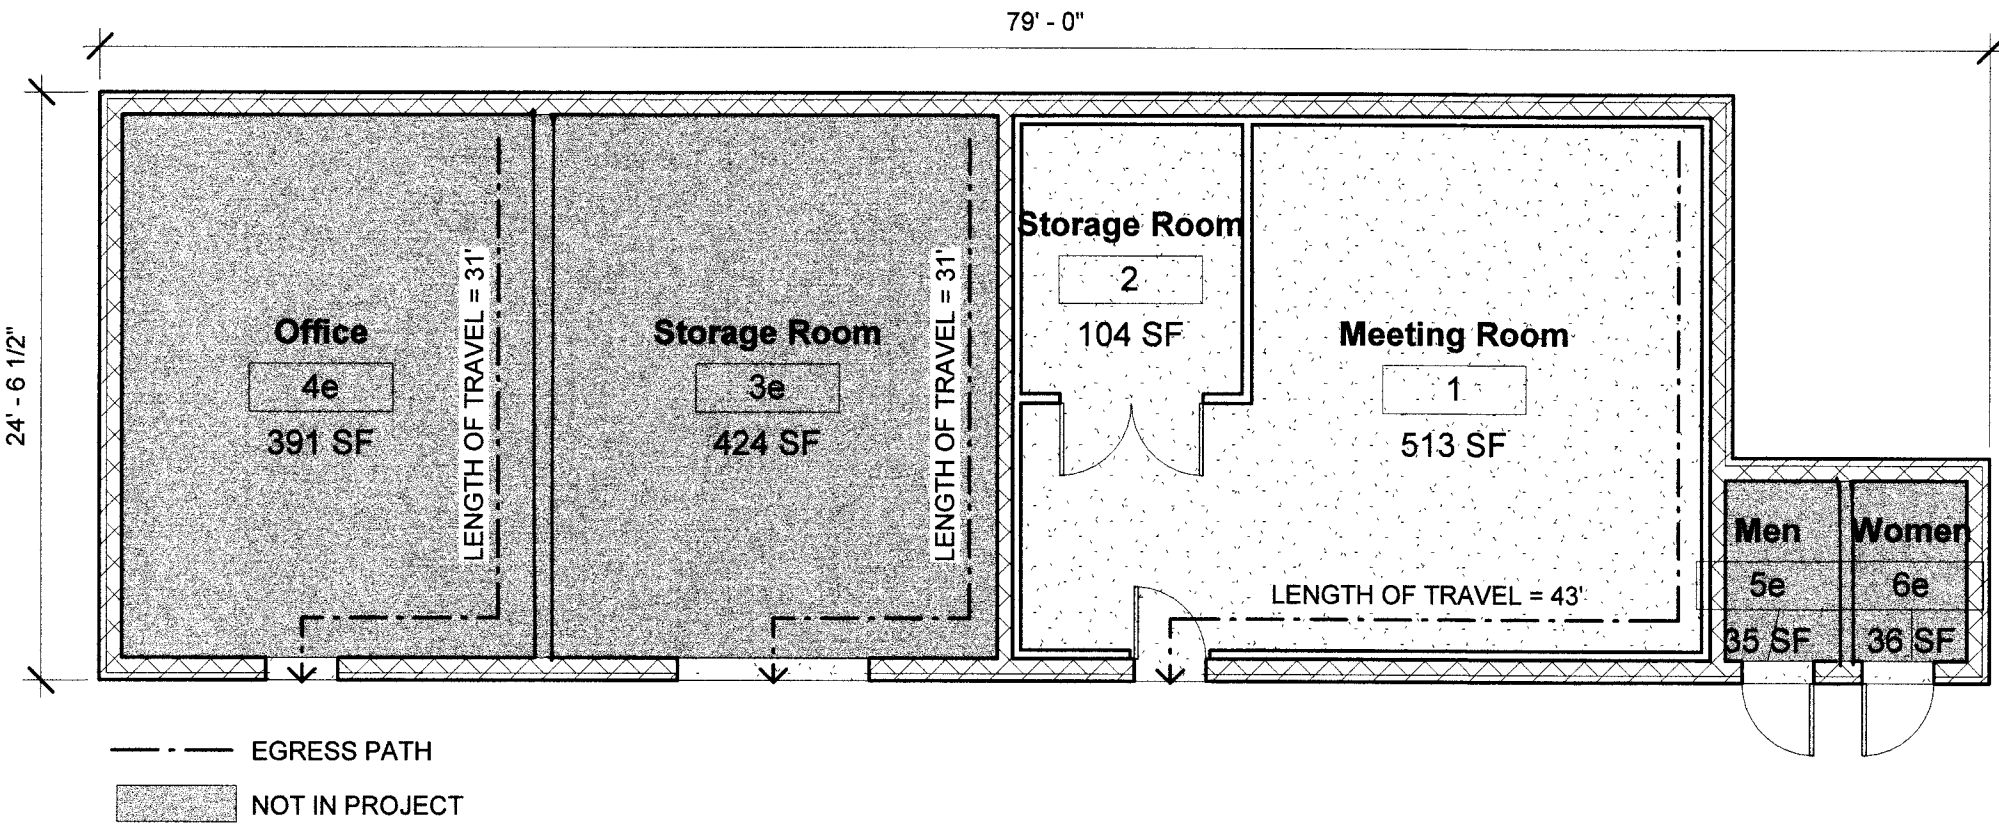 79' - 0"
24' - 6 1/2"
Office
4e
391 SF
LENGTH OF TRAVEL = 31'
Storage Room
3e
424 SF
LENGTH OF TRAVEL = 31'
Storage Room
2
104 SF
Meeting Room
1
513 SF
LENGTH OF TRAVEL = 43'
Men
5e
35 SF
Women
6e
36 SF
EGRESS PATH
NOT IN PROJECT